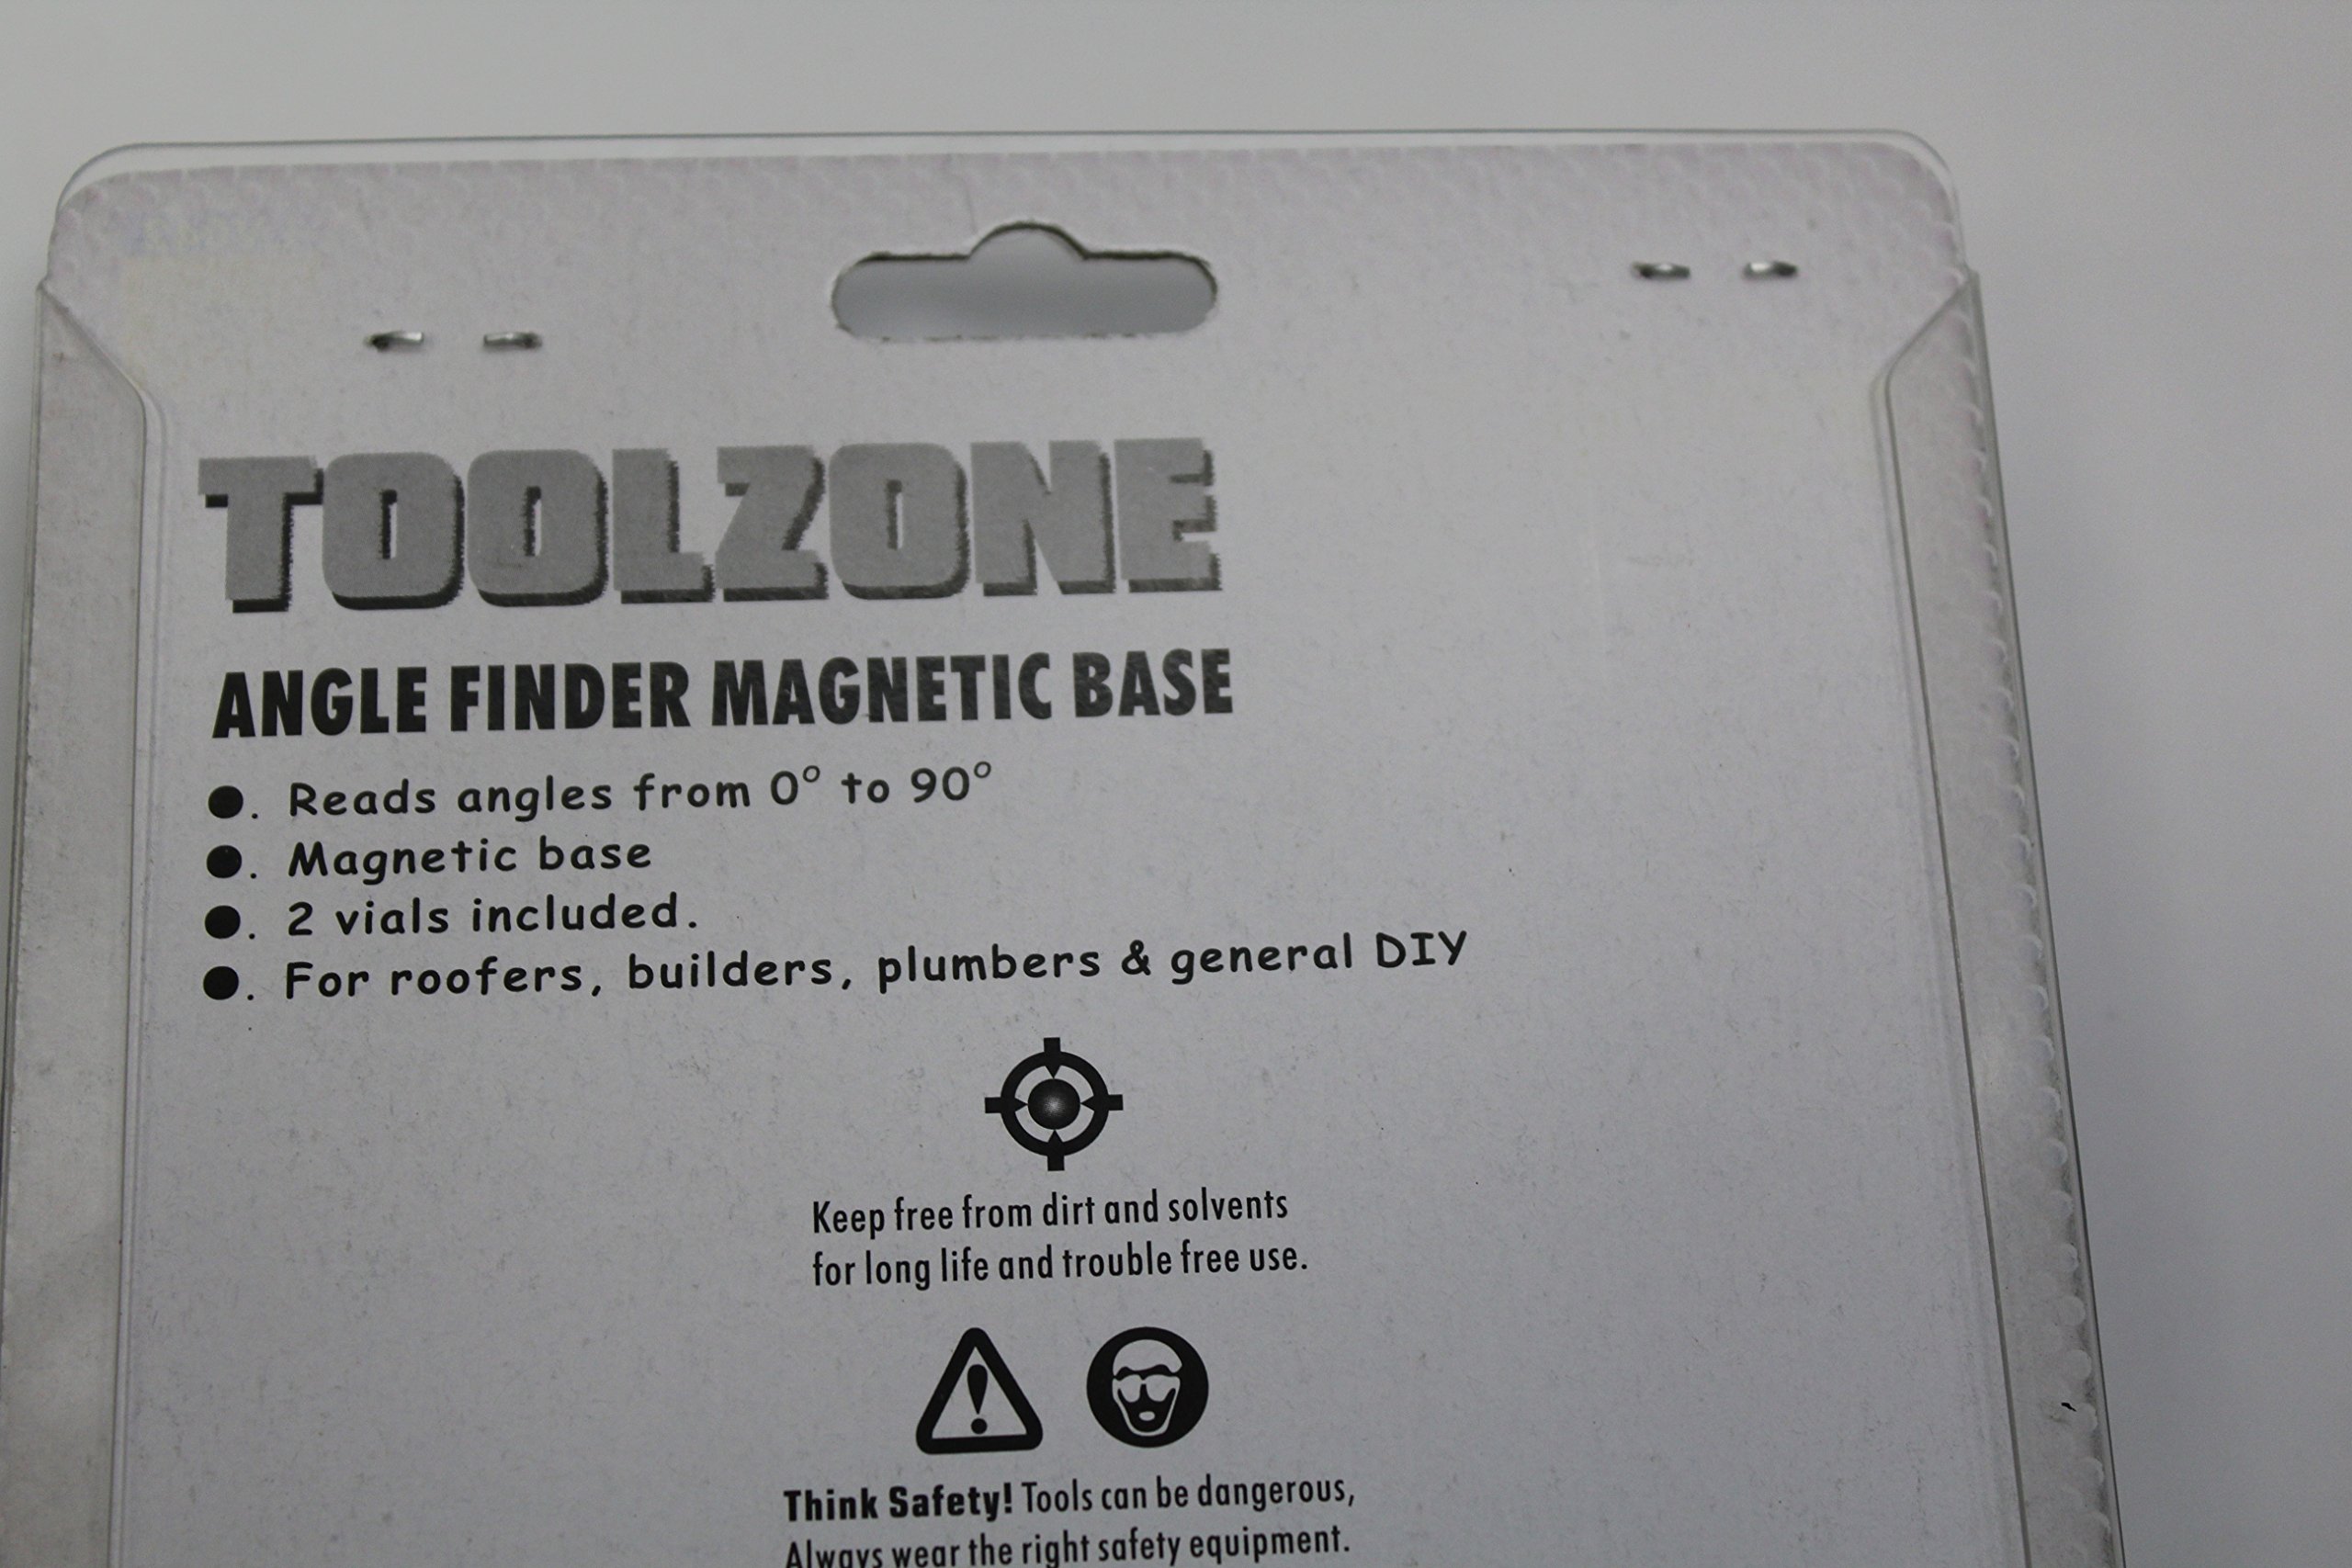 TOOLZONE
ANGLE FINDER MAGNETIC BASE
●. Reads angles from 0° to 90°
●. Magnetic base
●. 2 vials included.
●. For roofers, builders, plumbers & general DIY
Keep free from dirt and solvents
for long life and trouble free use.
Think Safety! Tools can be dangerous,
Always wear the right safety equipment.